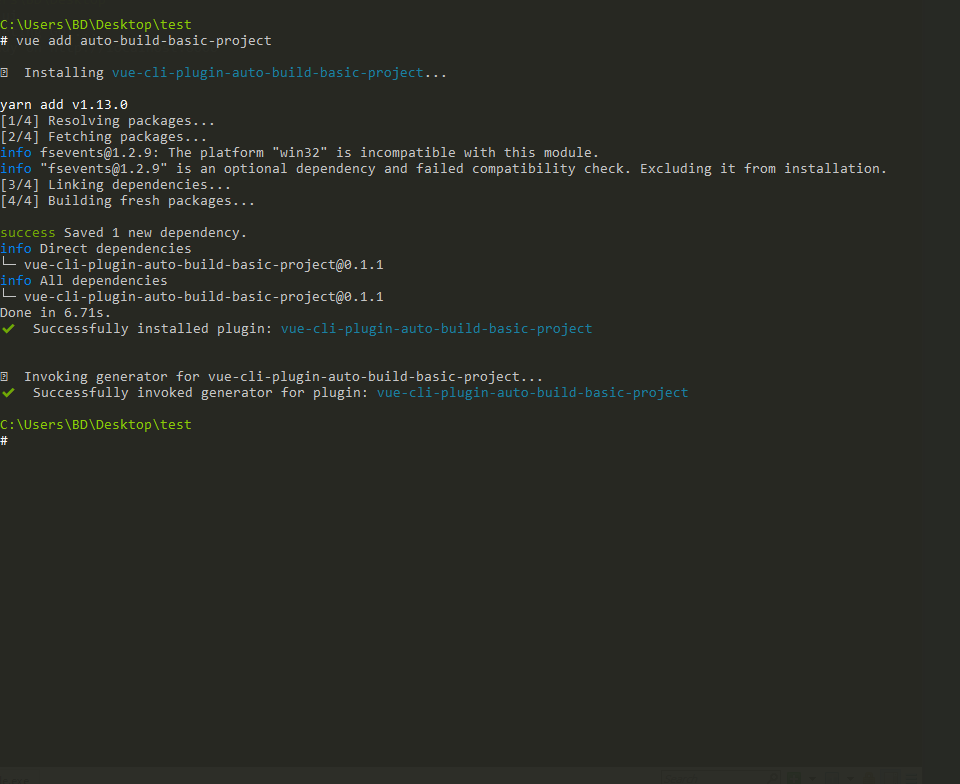 C:\Users\BD\Desktop\test
# vue add auto-build-basic-project
Installing vue-cli-plugin-auto-build-basic-project...
yarn add v1.13.0
[1/4] Resolving packages...
[2/4] Fetching packages...
info fsevents@1.2.9: The platform "win32" is incompatible with this module.
info "fsevents@1.2.9" is an optional dependency and failed compatibility check. Excluding it from installation.
[3/4] Linking dependencies...
[4/4] Building fresh packages...
success Saved 1 new dependency.
info Direct dependencies
└─ vue-cli-plugin-auto-build-basic-project@0.1.1
info All dependencies
└─ vue-cli-plugin-auto-build-basic-project@0.1.1
Done in 6.71s.
✔ Successfully installed plugin: vue-cli-plugin-auto-build-basic-project
Invoking generator for vue-cli-plugin-auto-build-basic-project...
✔ Successfully invoked generator for plugin: vue-cli-plugin-auto-build-basic-project
C:\Users\BD\Desktop\test
#